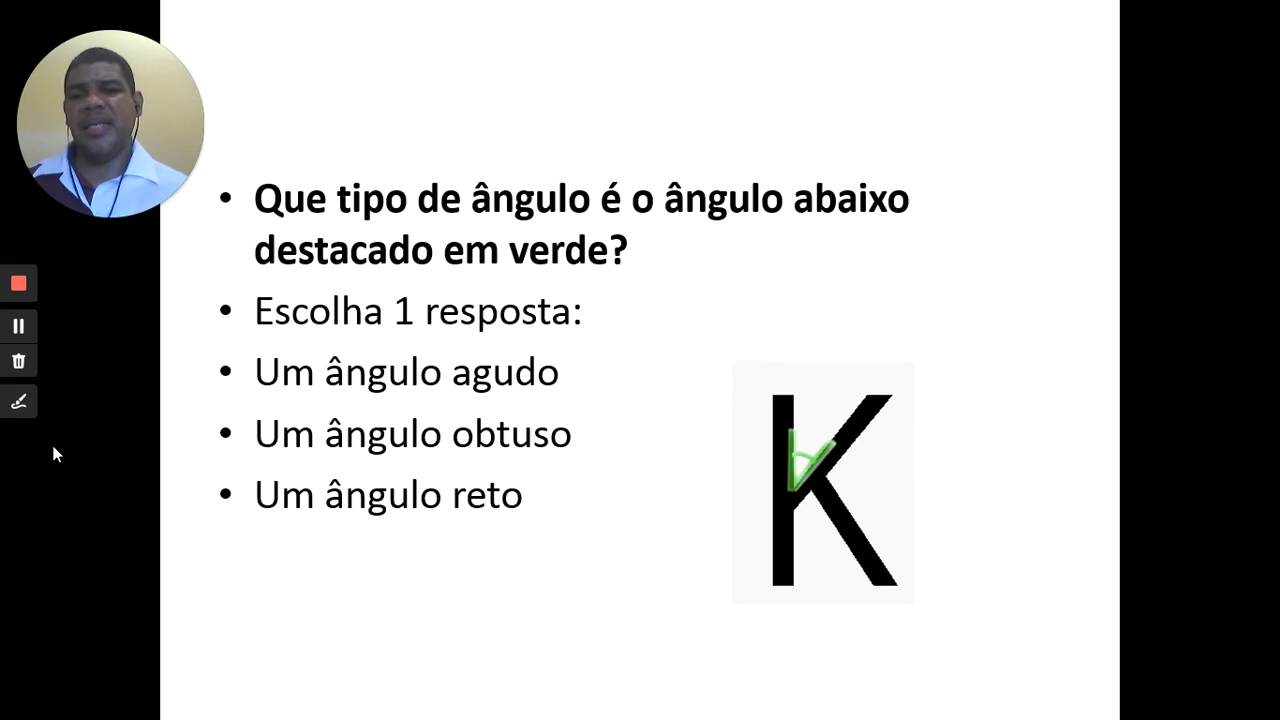 • Que tipo de ângulo é o ângulo abaixo
destacado em verde?
• Escolha 1 resposta:
• Um ângulo agudo
• Um ângulo obtuso
• Um ângulo reto
K